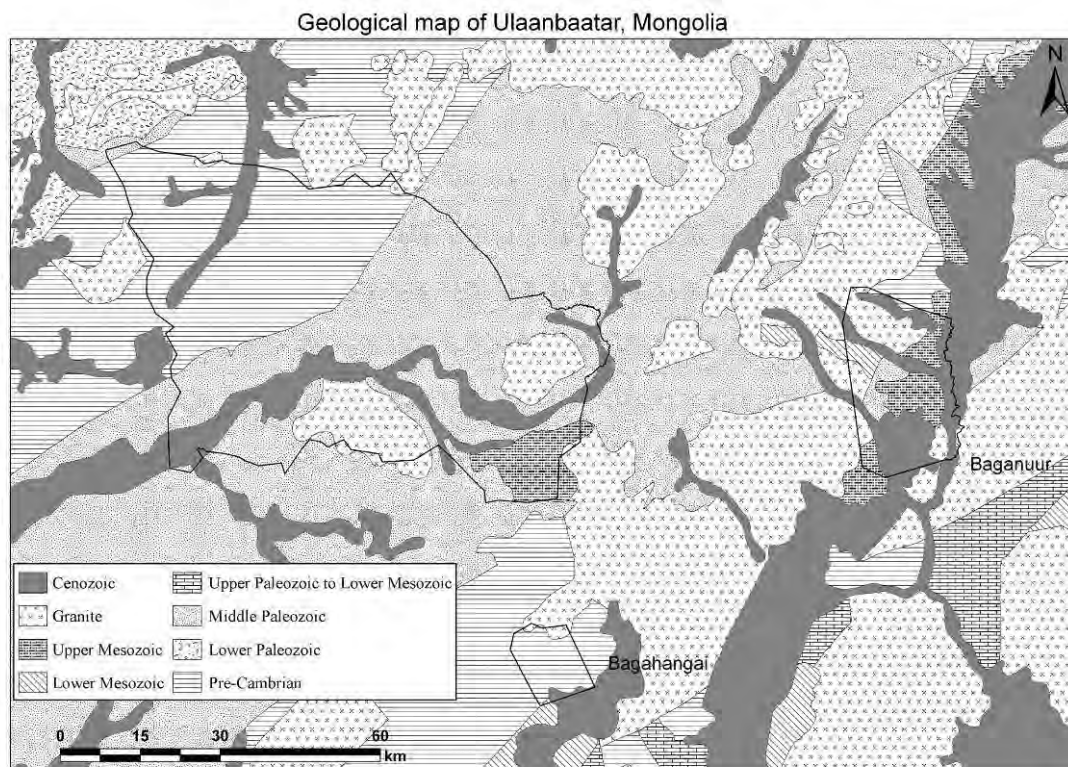 Geological map of Ulaanbaatar, Mongolia
N
Baganuur
Bagahangai
Cenozoic
Granite
Upper Mesozoic
Lower Mesozoic
Upper Paleozoic to Lower Mesozoic
Middle Paleozoic
Lower Paleozoic
Pre-Cambrian
0 15 30 60
km